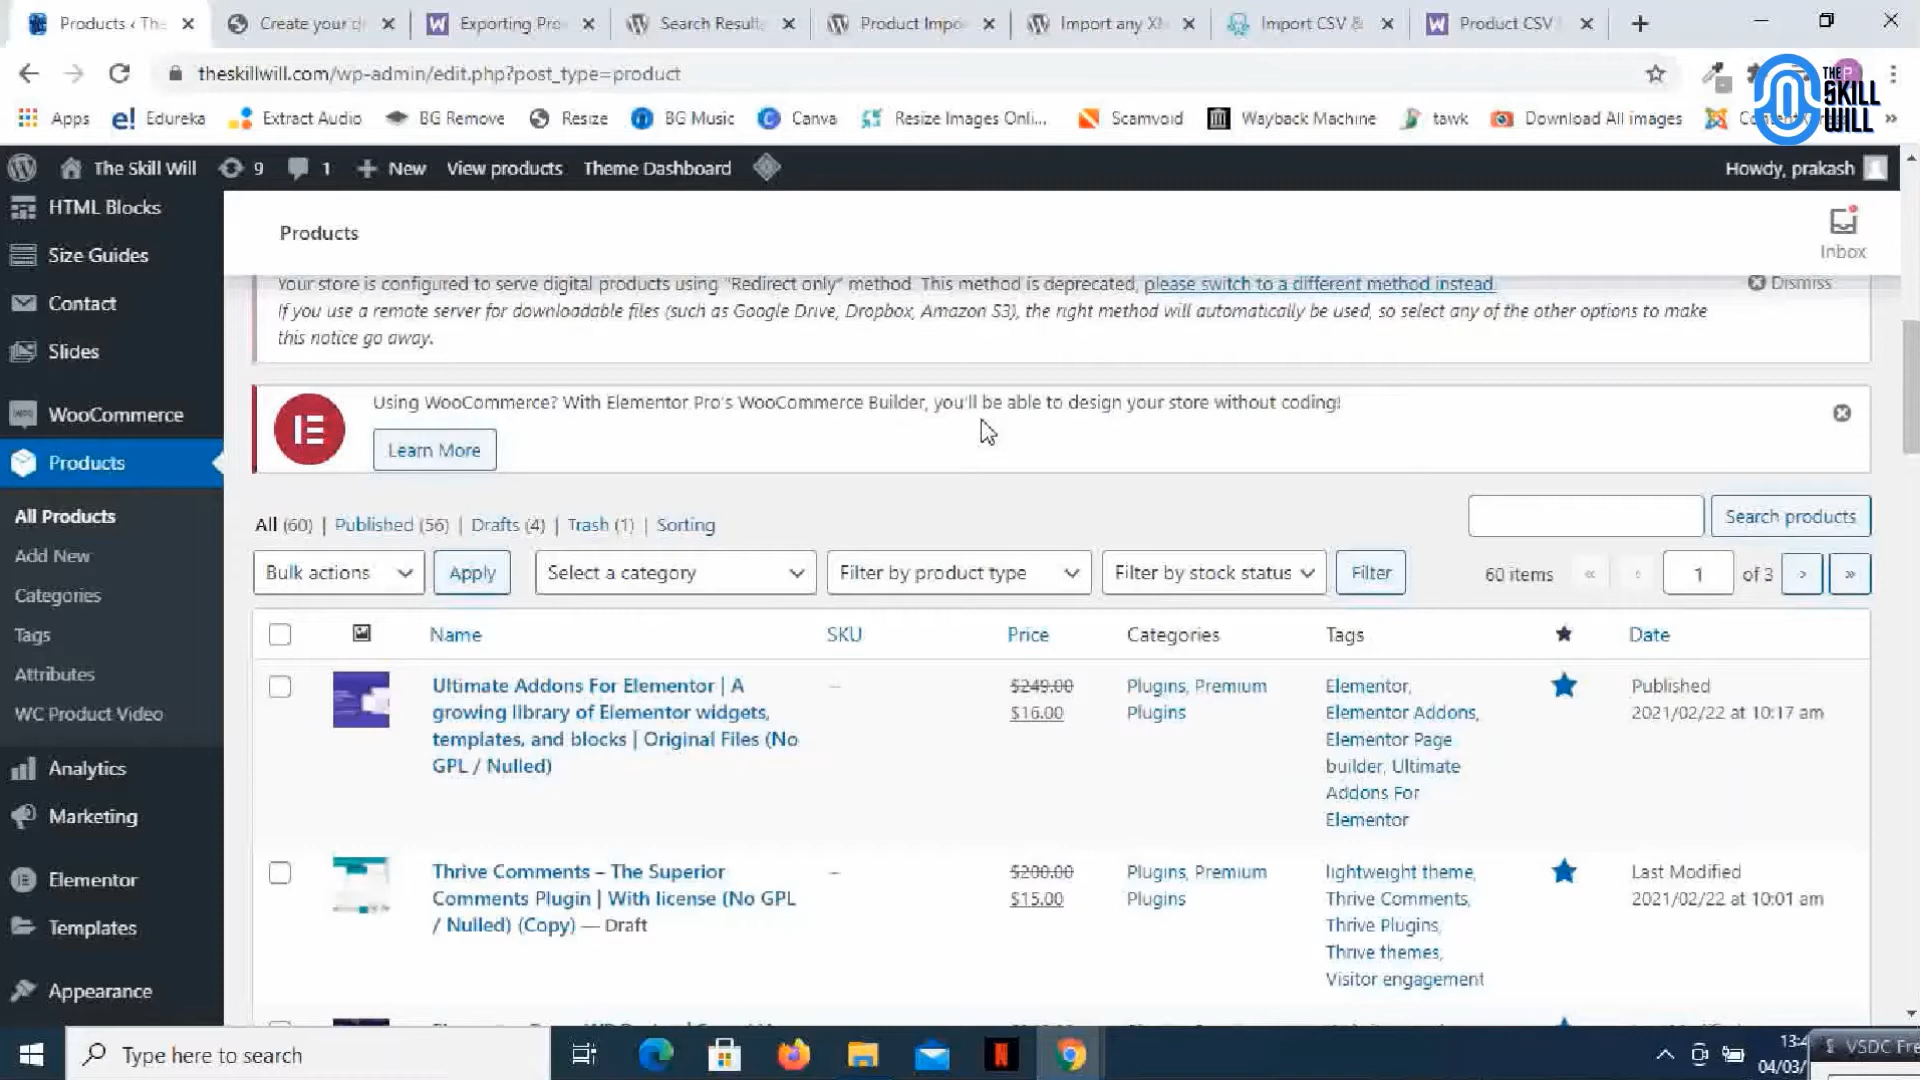 Products ‹ The
Create your d
Exporting Pro
Search Result
Product Impo
Import any XM
Import CSV &
Product CSV
theskillwill.com/wp-admin/edit.php?post_type=product
Apps
Edureka
Extract Audio
BG Remove
Resize
BG Music
Canva
Resize Images Onli...
Scamvoid
Wayback Machine
tawk
Download All images
»
THE
SKILL
WILL
The Skill Will
9
1
New
View products
Theme Dashboard
Howdy, prakash
HTML Blocks
Size Guides
Contact
Slides
WooCommerce
Products
All Products
Add New
Categories
Tags
Attributes
WC Product Video
Analytics
Marketing
Elementor
Templates
Appearance
Products
Inbox
Your store is configured to serve digital products using "Redirect only" method. This method is deprecated, please switch to a different method instead.
Dismiss
If you use a remote server for downloadable files (such as Google Drive, Dropbox, Amazon S3), the right method will automatically be used, so select any of the other options to make
this notice go away.
Using WooCommerce? With Elementor Pro's WooCommerce Builder, you'll be able to design your store without coding!
Learn More
All (60) | Published (56) | Drafts (4) | Trash (1) | Sorting
Search products
Bulk actions
Apply
Select a category
Filter by product type
Filter by stock status
Filter
60 items
«
‹
1
of 3
›
»
Name
SKU
Price
Categories
Tags
Date
Ultimate Addons For Elementor | A
growing library of Elementor widgets,
templates, and blocks | Original Files (No
GPL / Nulled)
–
$249.00
$16.00
Plugins, Premium
Plugins
Elementor,
Elementor Addons,
Elementor Page
builder, Ultimate
Addons For
Elementor
Published
2021/02/22 at 10:17 am
Thrive Comments – The Superior
Comments Plugin | With license (No GPL
/ Nulled) (Copy) — Draft
–
$200.00
$15.00
Plugins, Premium
Plugins
lightweight theme,
Thrive Comments,
Thrive Plugins,
Thrive themes,
Visitor engagement
Last Modified
2021/02/22 at 10:01 am
Type here to search
13:4
04/03/
VSDC Fre